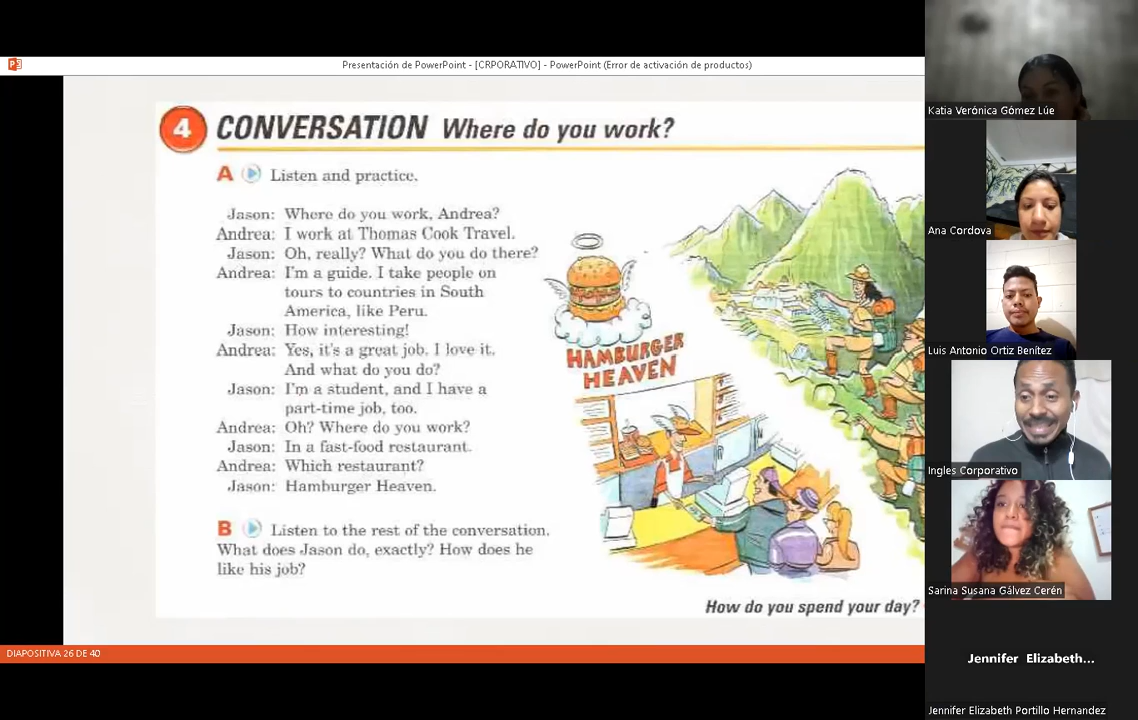 Presentación de PowerPoint - [CRPORATIVO] - PowerPoint (Error de activación de productos)
4 CONVERSATION Where do you work?
A Listen and practice.
Jason: Where do you work, Andrea?
Andrea: I work at Thomas Cook Travel.
Jason: Oh, really? What do you do there?
Andrea: I'm a guide. I take people on
tours to countries in South
America, like Peru.
Jason: How interesting!
Andrea: Yes, it's a great job. I love it.
And what do you do?
Jason: I'm a student, and I have a
part-time job, too.
Andrea: Oh? Where do you work?
Jason: In a fast-food restaurant.
Andrea: Which restaurant?
Jason: Hamburger Heaven.
B Listen to the rest of the conversation.
What does Jason do, exactly? How does he
like his job?
HAMBURGER
HEAVEN
How do you spend your day?
DIAPOSITIVA 26 DE 40
Katia Verónica Gómez Lúe
Ana Cordova
Luis Antonio Ortiz Benítez
Ingles Corporativo
Sarina Susana Gálvez Cerén
Jennifer Elizabeth...
Jennifer Elizabeth Portillo Hernandez